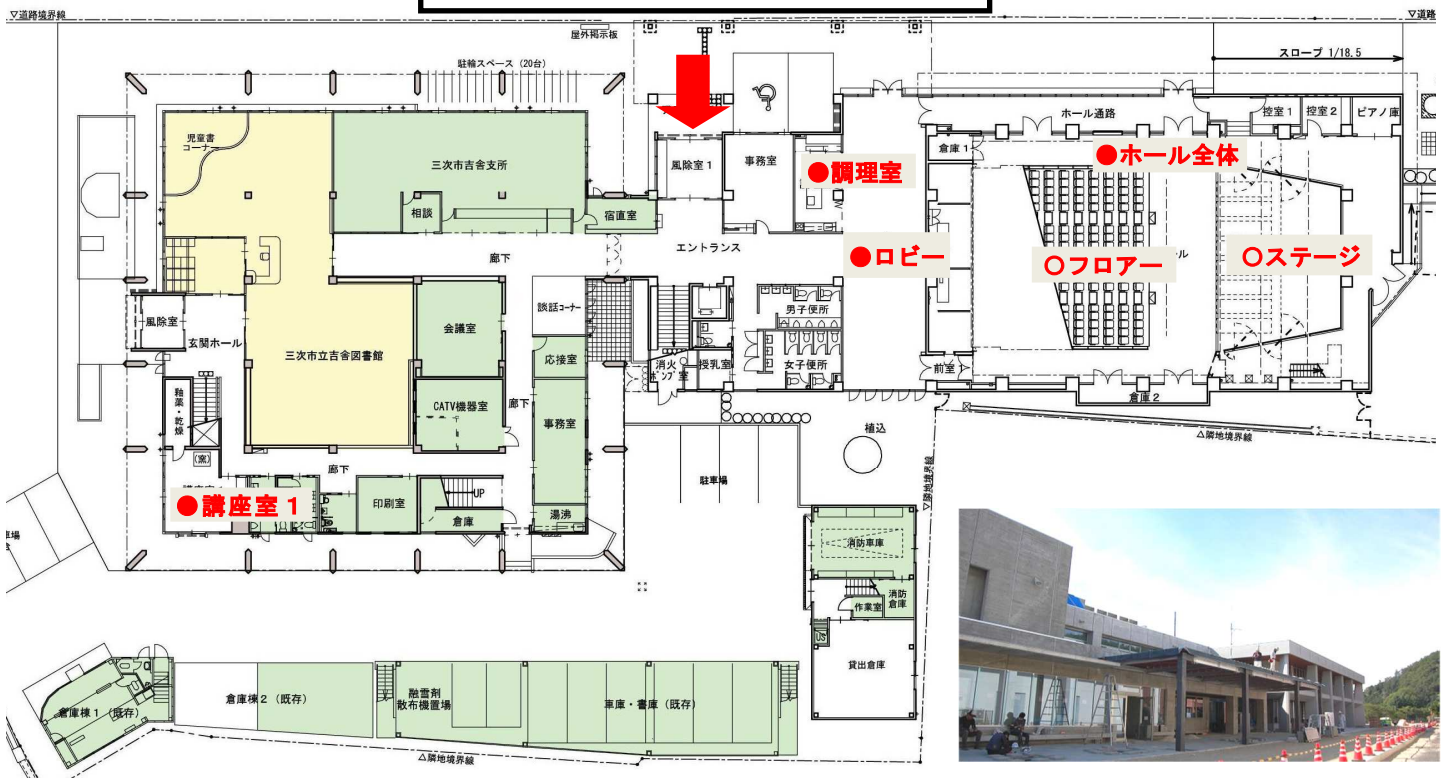 ▽道路境界線
▽道路
屋外掲示板
駐輪スペース（20台）
スロープ 1/18.5
児童書
コーナー
三次市吉舎支所
相談
宿直室
風除室１
事務室
●調理室
倉庫１
ホール通路
控室１
控室２
ピアノ庫
●ホール全体
エントランス
●ロビー
○フロアー
ール
○ステージ
廊下
風除室
玄関ホール
三次市立吉舎図書館
会議室
談話コーナー
応接室
CATV機器室
廊下
事務室
消火
ポンプ室
授乳室
男子便所
女子便所
前室
倉庫２
△隣地境界線
釉薬・乾燥
(窯)
廊下
●講座室１
印刷室
UP
倉庫
湯沸
駐車場
植込
▽隣地境界線
車場
消防車庫
消防
倉庫
作業室
貸出倉庫
倉庫棟１（既存）
倉庫棟２（既存）
融雪剤
散布機置場
車庫・書庫（既存）
△隣地境界線